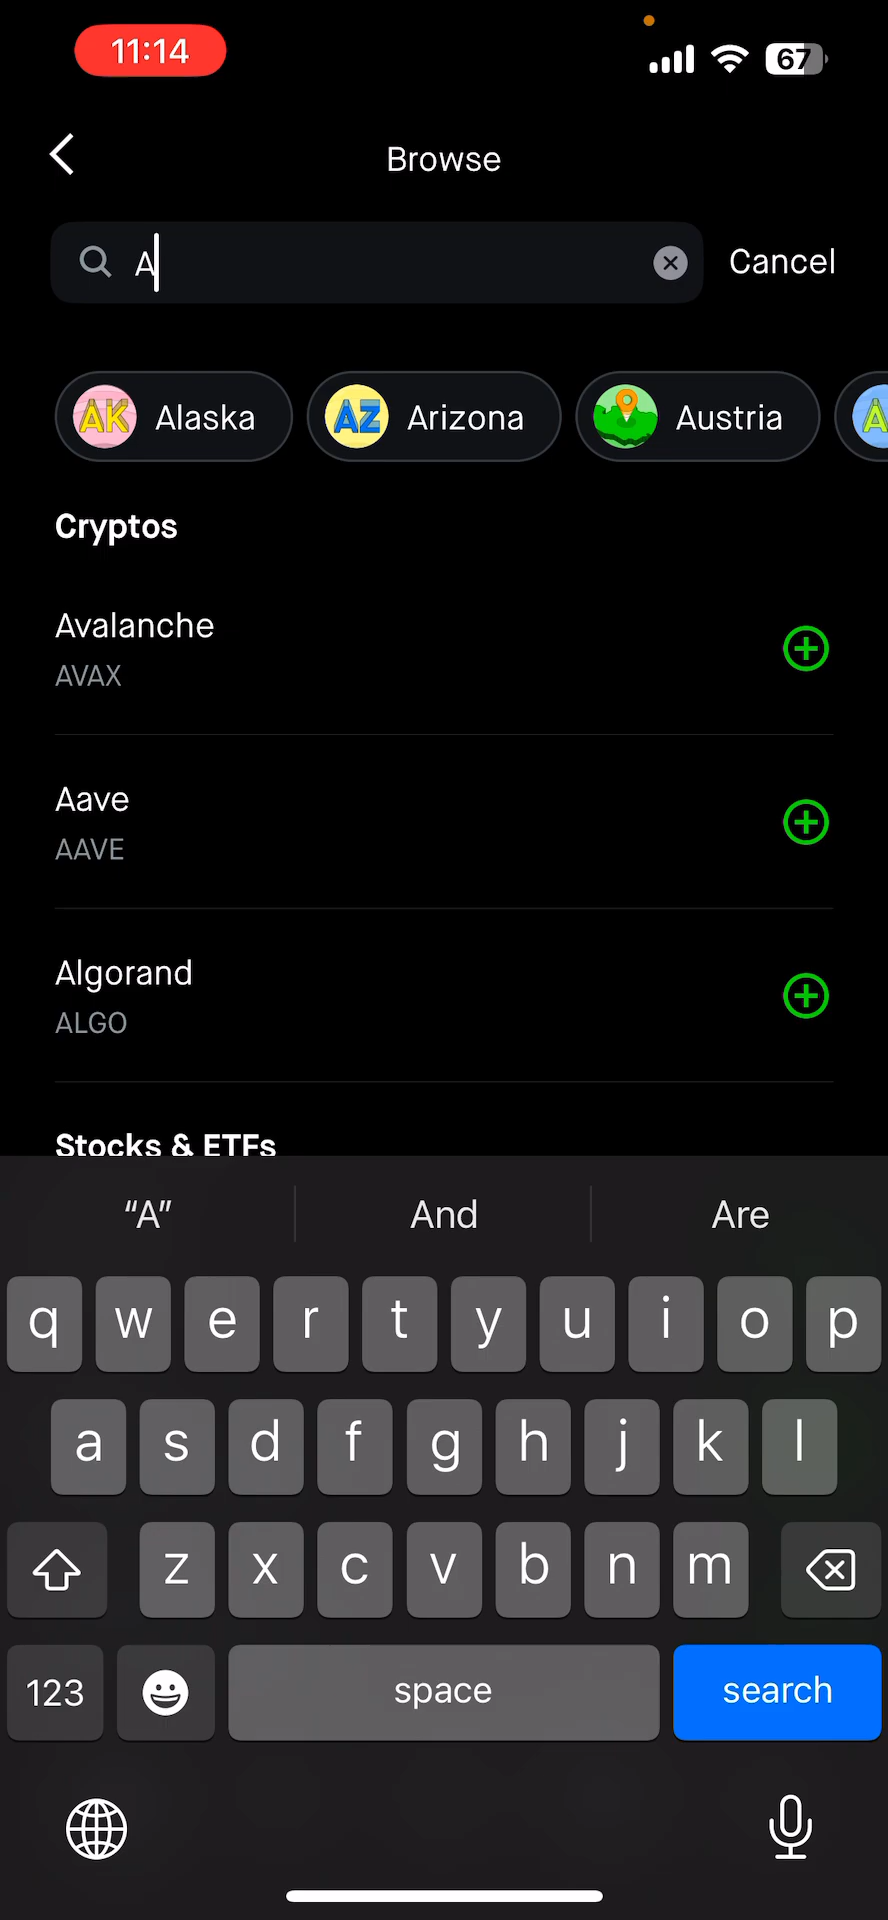 11:14
67
Browse
A
Cancel
AK Alaska
AZ Arizona
Austria
A
Cryptos
Avalanche
AVAX
Aave
AAVE
Algorand
ALGO
Stocks & ETFs
“A” And Are
q w e r t y u i o p
a s d f g h j k l
z x c v b n m
123 space search